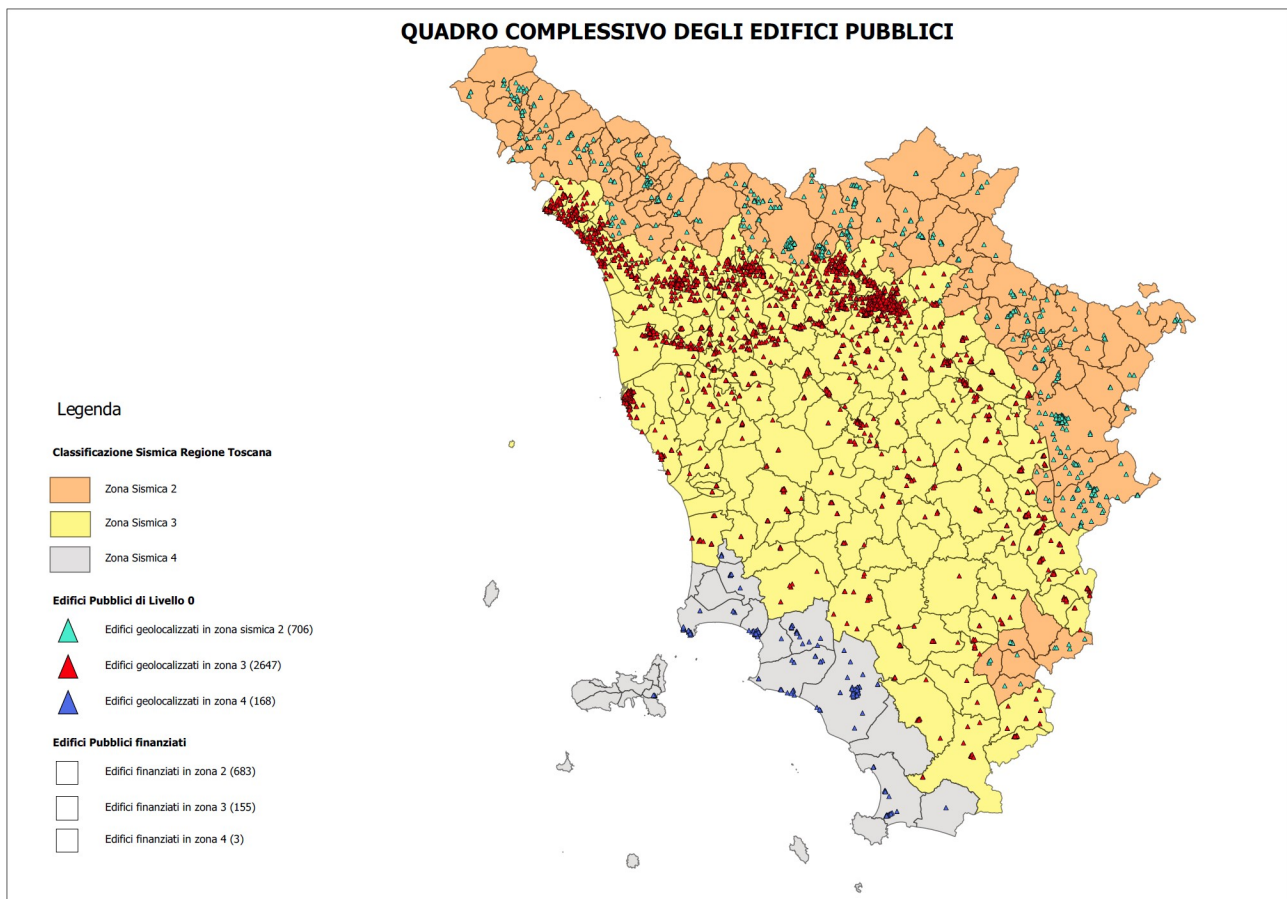 QUADRO COMPLESSIVO DEGLI EDIFICI PUBBLICI
Legenda
Classificazione Sismica Regione Toscana
Zona Sismica 2
Zona Sismica 3
Zona Sismica 4
Edifici Pubblici di Livello 0
Edifici geolocalizzati in zona sismica 2 (706)
Edifici geolocalizzati in zona 3 (2647)
Edifici geolocalizzati in zona 4 (168)
Edifici Pubblici finanziati
Edifici finanziati in zona 2 (683)
Edifici finanziati in zona 3 (155)
Edifici finanziati in zona 4 (3)